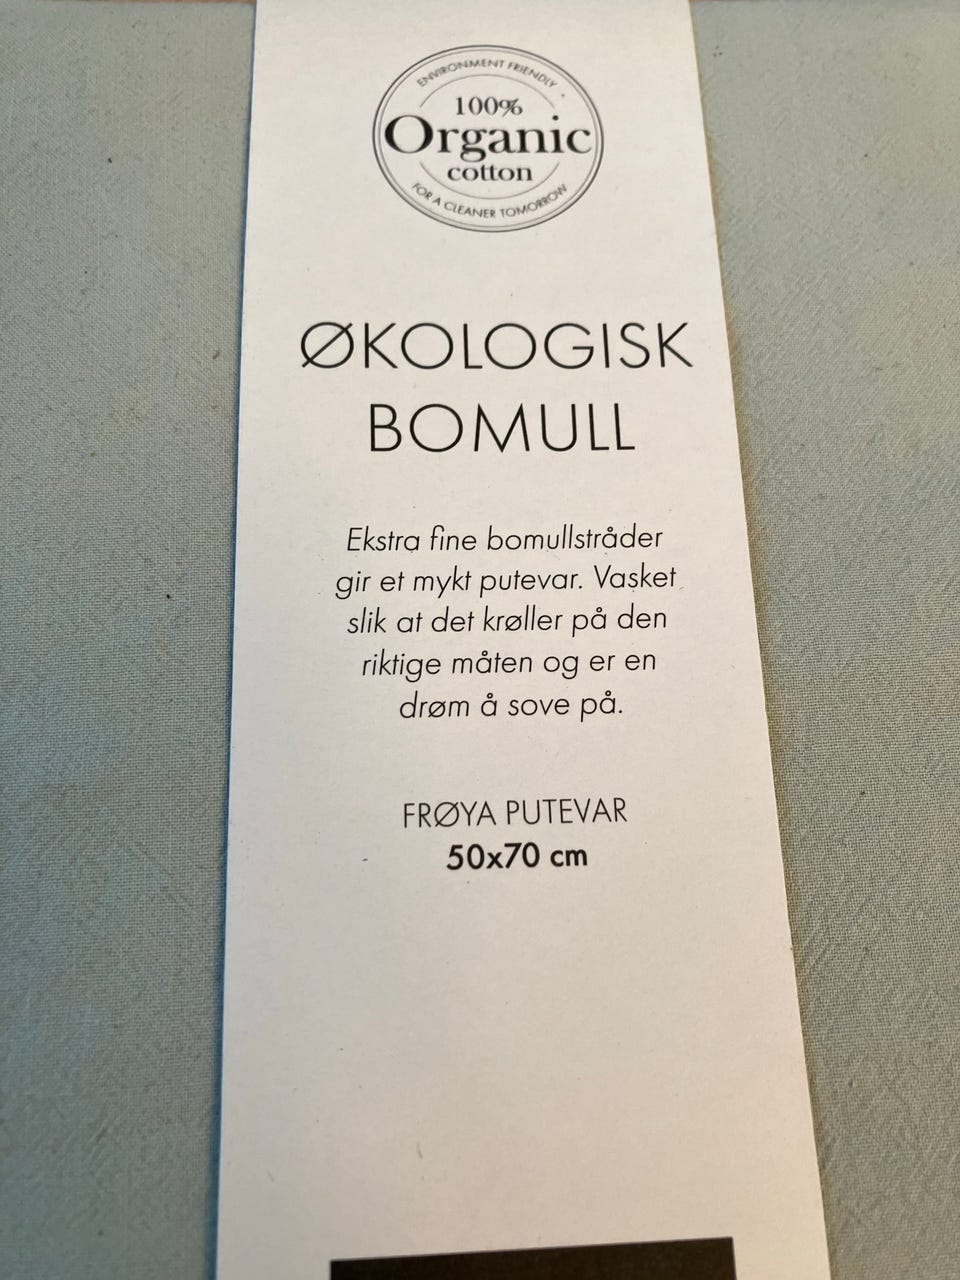 ENVIRONMENT FRIENDLY
100%
Organic
cotton
FOR A CLEANER TOMORROW
ØKOLOGISK
BOMULL
Ekstra fine bomullstråder
gir et mykt putevar. Vasket
slik at det krøller på den
riktige måten og er en
drøm å sove på.
FRØYA PUTEVAR
50x70 cm